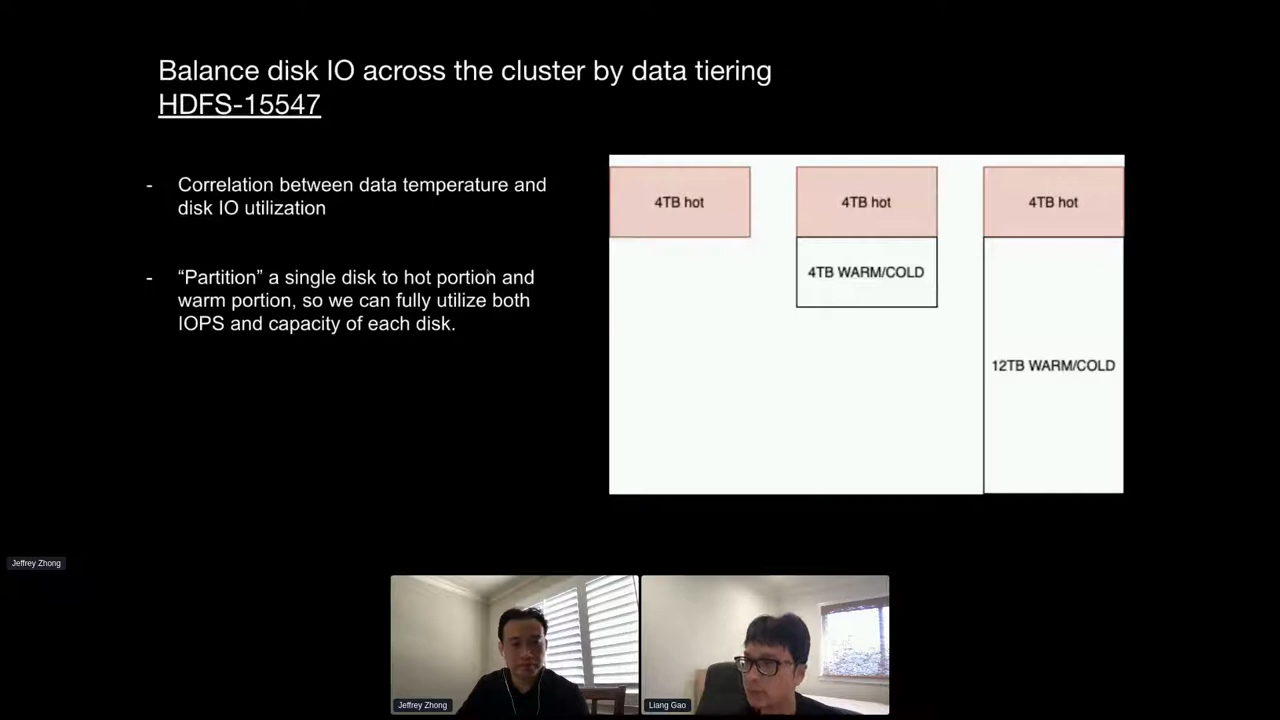 Balance disk IO across the cluster by data tiering
HDFS-15547
- Correlation between data temperature and
disk IO utilization
- “Partition” a single disk to hot portion and
warm portion, so we can fully utilize both
IOPS and capacity of each disk.
4TB hot
4TB hot
4TB hot
4TB WARM/COLD
12TB WARM/COLD
Jeffrey Zhong
Jeffrey Zhong
Liang Gao